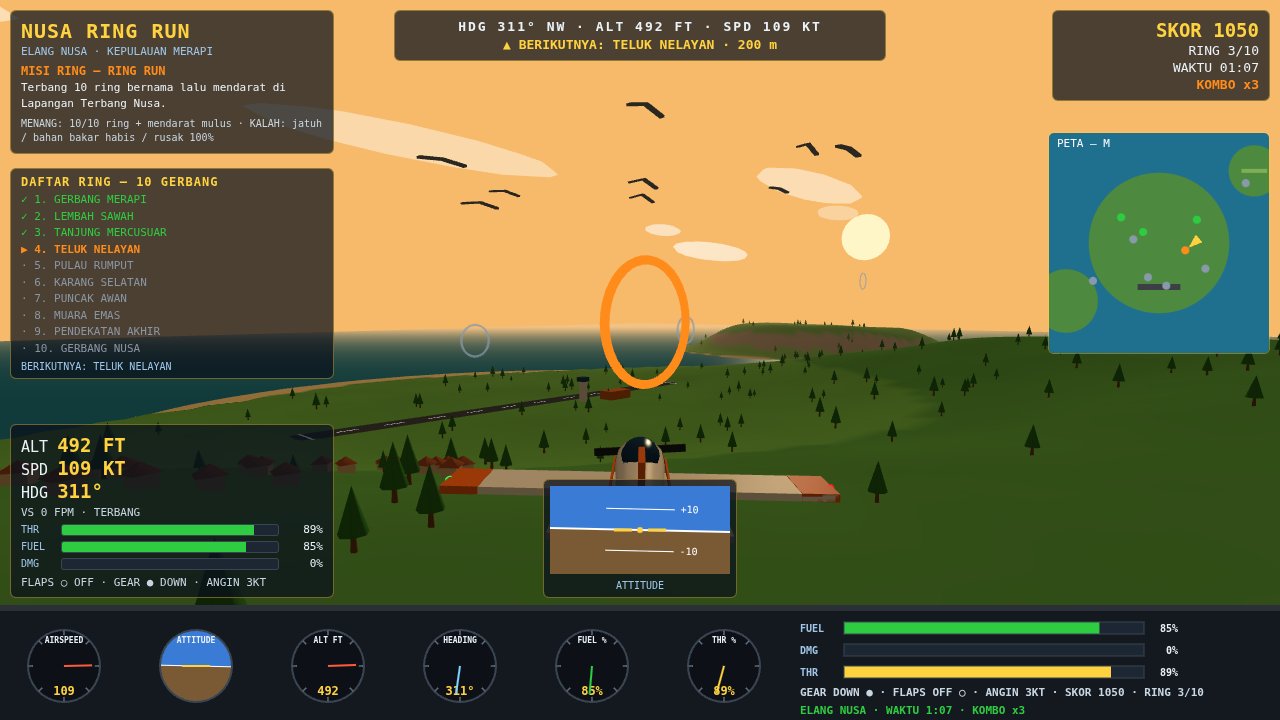 NUSA RING RUN
ELANG NUSA · KEPULAUAN MERAPI
MISI RING — RING RUN
Terbang 10 ring bernama lalu mendarat di
Lapangan Terbang Nusa.
MENANG: 10/10 ring + mendarat mulus · KALAH: jatuh
/ bahan bakar habis / rusak 100%
HDG 311° NW · ALT 492 FT · SPD 109 KT
▲ BERIKUTNYA: TELUK NELAYAN · 200 m
SKOR 1050
RING 3/10
WAKTU 01:07
KOMBO x3
PETA — M
DAFTAR RING — 10 GERBANG
✓ 1. GERBANG MERAPI
✓ 2. LEMBAH SAWAH
✓ 3. TANJUNG MERCUSUAR
▶ 4. TELUK NELAYAN
· 5. PULAU RUMPUT
· 6. KARANG SELATAN
· 7. PUNCAK AWAN
· 8. MUARA EMAS
· 9. PENDEKATAN AKHIR
· 10. GERBANG NUSA
BERIKUTNYA: TELUK NELAYAN
ALT 492 FT
SPD 109 KT
HDG 311°
VS 0 FPM · TERBANG
THR 89%
FUEL 85%
DMG 0%
FLAPS ○ OFF · GEAR ● DOWN · ANGIN 3KT
+10
-10
ATTITUDE
AIRSPEED
109
ATTITUDE
ALT FT
492
HEADING
311°
FUEL %
85%
THR %
89%
FUEL 85%
DMG 0%
THR 89%
GEAR DOWN ● · FLAPS OFF ○ · ANGIN 3KT · SKOR 1050 · RING 3/10
ELANG NUSA · WAKTU 1:07 · KOMBO x3